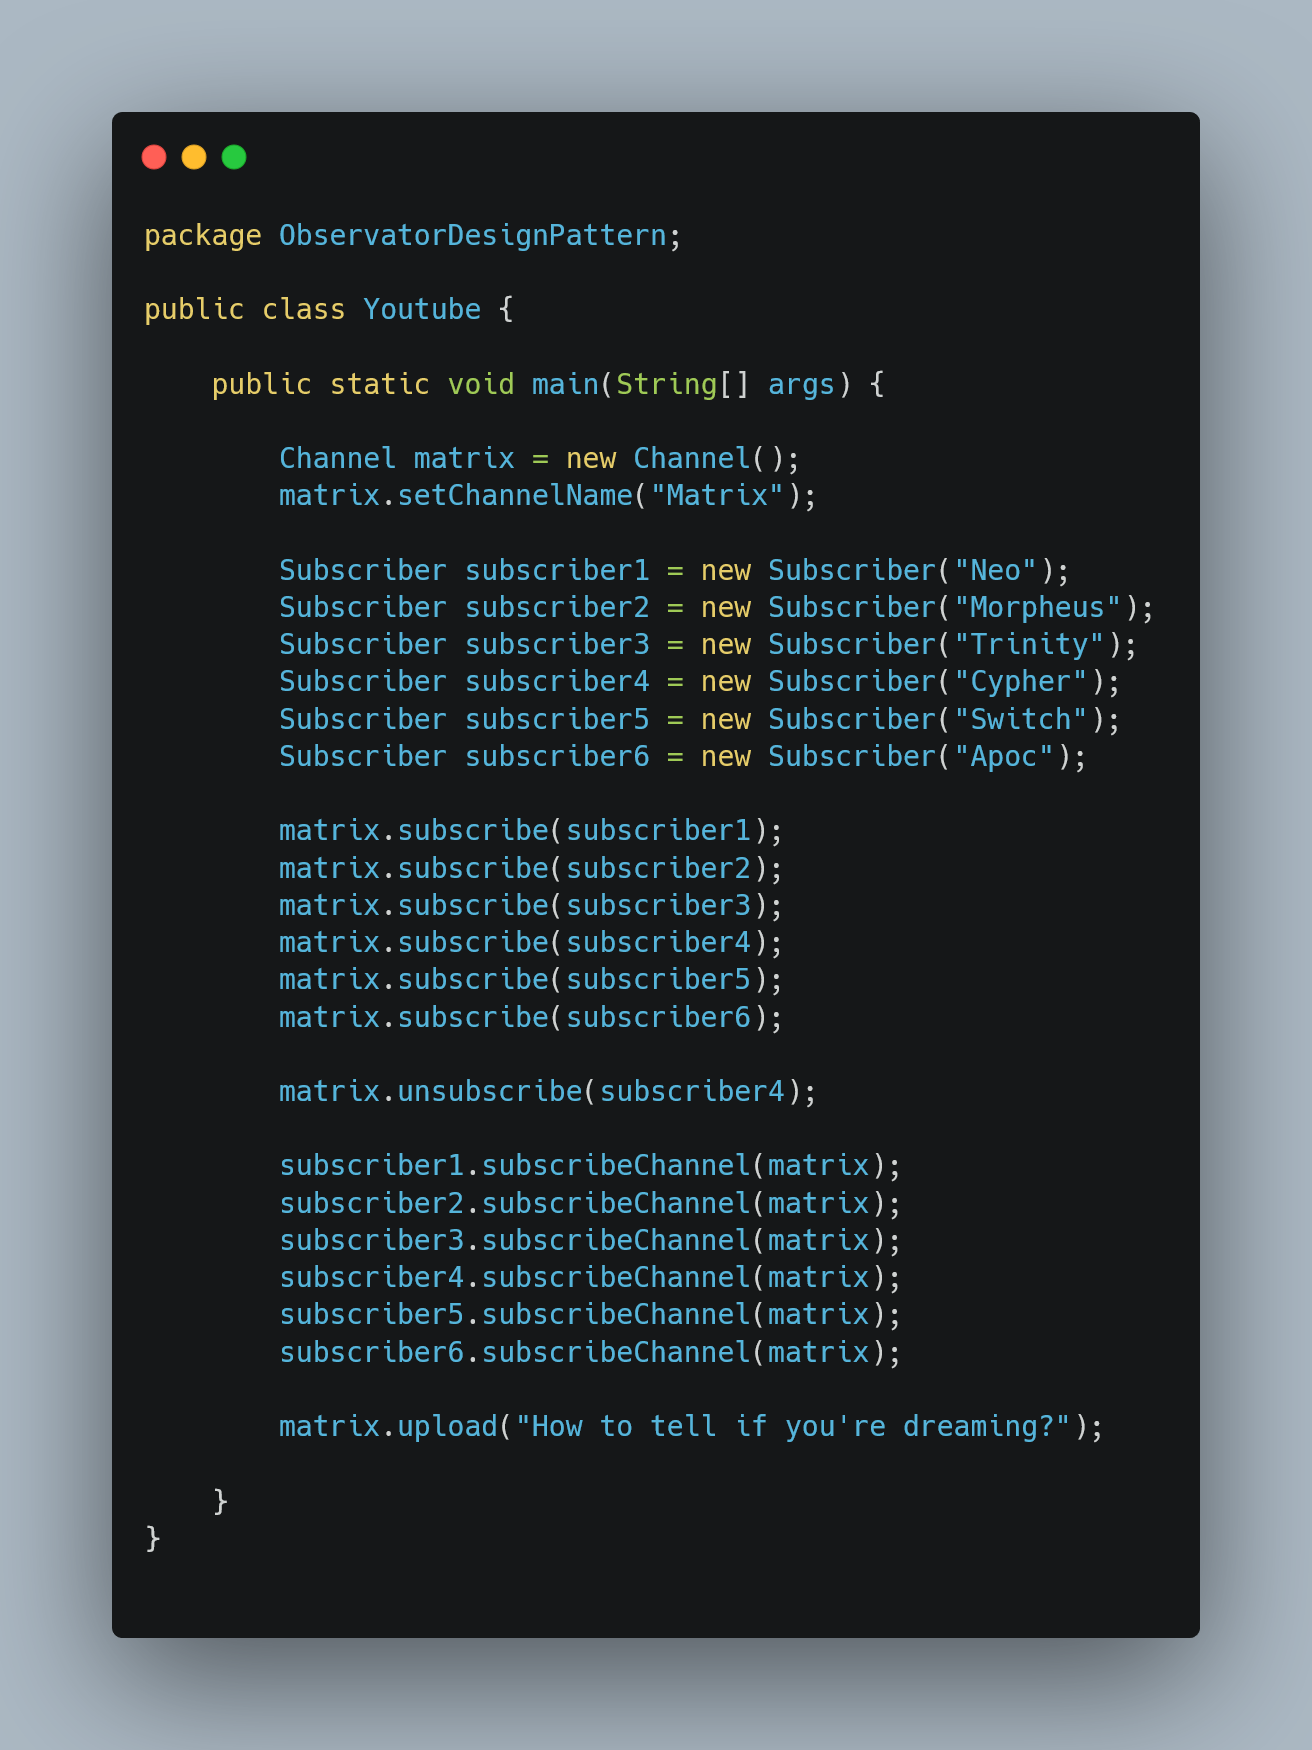 package ObservatorDesignPattern;
public class Youtube {
public static void main(String[] args) {
Channel matrix = new Channel();
matrix.setChannelName("Matrix");
Subscriber subscriber1 = new Subscriber("Neo");
Subscriber subscriber2 = new Subscriber("Morpheus");
Subscriber subscriber3 = new Subscriber("Trinity");
Subscriber subscriber4 = new Subscriber("Cypher");
Subscriber subscriber5 = new Subscriber("Switch");
Subscriber subscriber6 = new Subscriber("Apoc");
matrix.subscribe(subscriber1);
matrix.subscribe(subscriber2);
matrix.subscribe(subscriber3);
matrix.subscribe(subscriber4);
matrix.subscribe(subscriber5);
matrix.subscribe(subscriber6);
matrix.unsubscribe(subscriber4);
subscriber1.subscribeChannel(matrix);
subscriber2.subscribeChannel(matrix);
subscriber3.subscribeChannel(matrix);
subscriber4.subscribeChannel(matrix);
subscriber5.subscribeChannel(matrix);
subscriber6.subscribeChannel(matrix);
matrix.upload("How to tell if you're dreaming?");
}
}